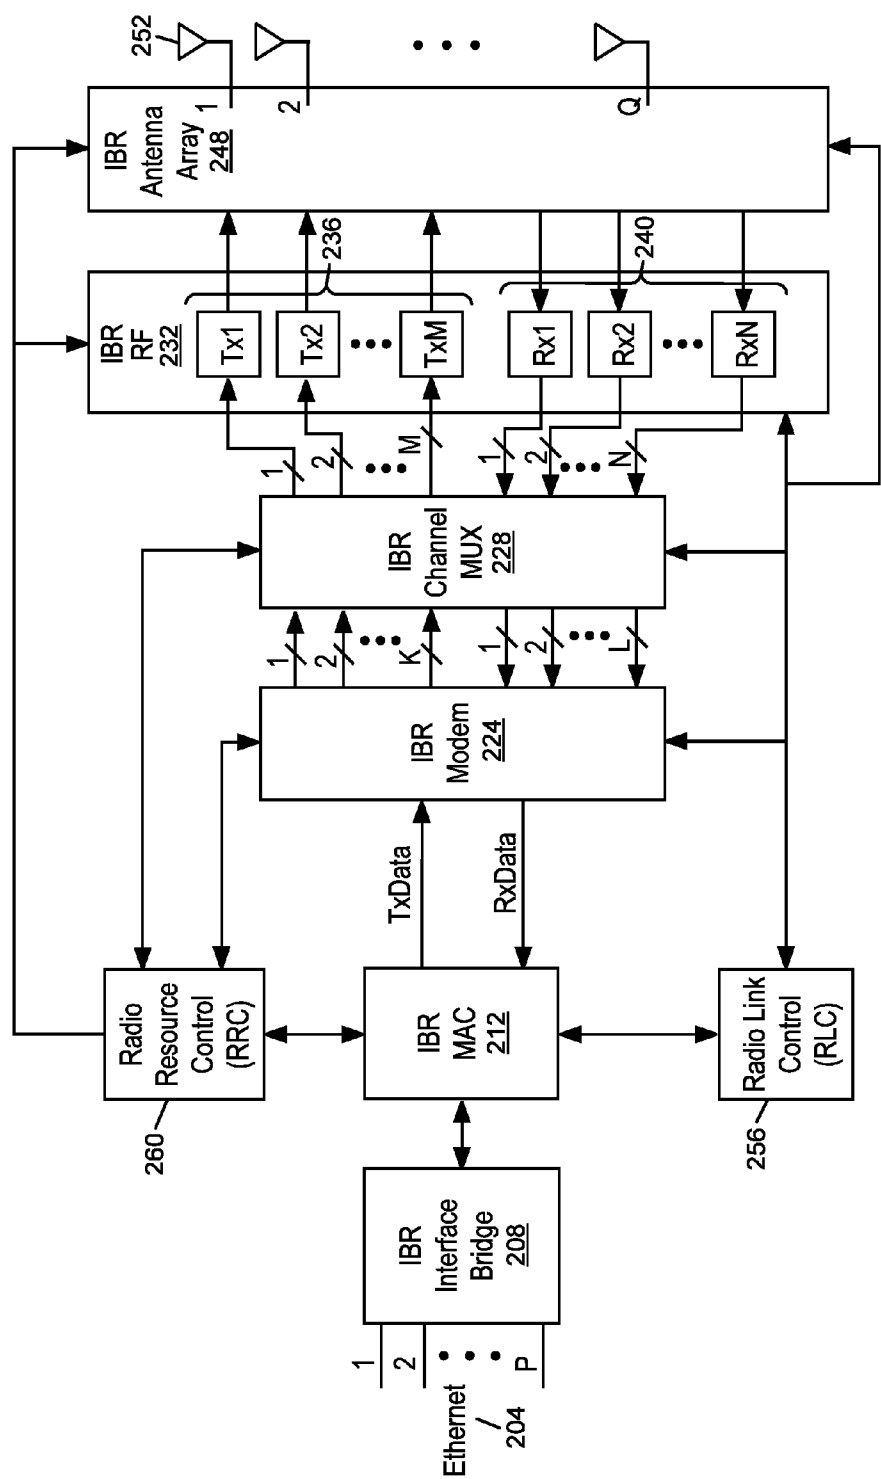 Ethernet
204
1
2
P
IBR
Interface
Bridge
208
260
Radio
Resource
Control
(RRC)
IBR
MAC
212
256
Radio Link
Control
(RLC)
TxData
RxData
IBR
Modem
224
1
2
K
1
2
L
IBR
Channel
MUX
228
1
2
M
1
2
N
IBR
RF
232
Tx1
Tx2
TxM
236
Rx1
Rx2
RxN
240
IBR
Antenna
Array
248
1
2
Q
252